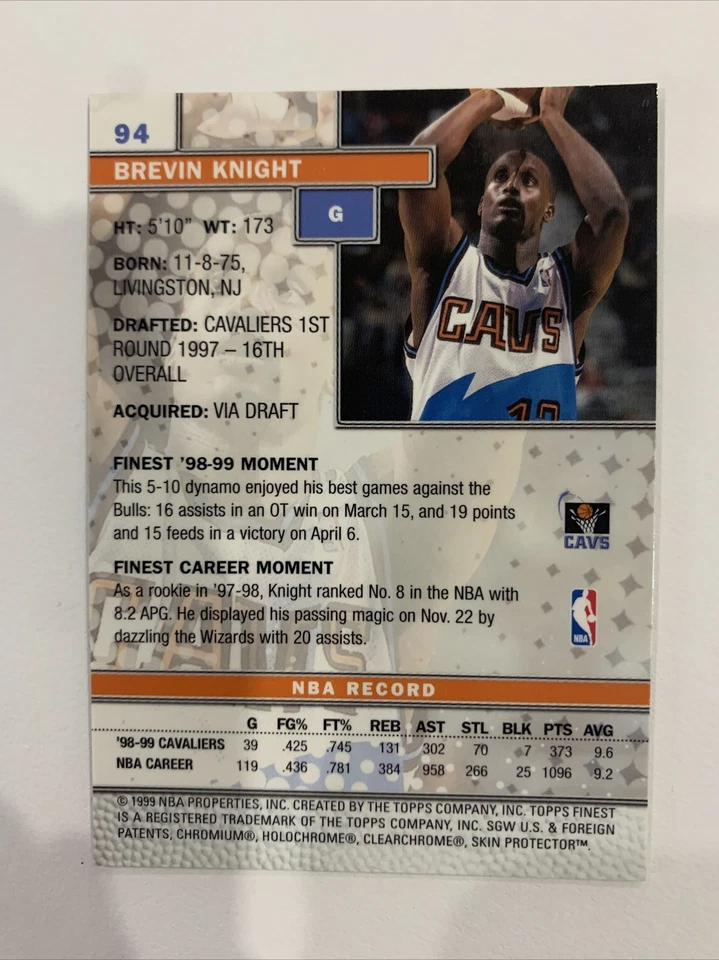 94
BREVIN KNIGHT
G
HT: 5'10" WT: 173
BORN: 11-8-75,
LIVINGSTON, NJ
DRAFTED: CAVALIERS 1ST
ROUND 1997 – 16TH
OVERALL
ACQUIRED: VIA DRAFT
CAVS
FINEST '98-99 MOMENT
This 5-10 dynamo enjoyed his best games against the
Bulls: 16 assists in an OT win on March 15, and 19 points
and 15 feeds in a victory on April 6.
CAVS
FINEST CAREER MOMENT
As a rookie in '97-98, Knight ranked No. 8 in the NBA with
8.2 APG. He displayed his passing magic on Nov. 22 by
dazzling the Wizards with 20 assists.
NBA
NBA RECORD
G FG% FT% REB AST STL BLK PTS AVG
'98-99 CAVALIERS 39 .425 .745 131 302 70 7 373 9.6
NBA CAREER 119 .436 .781 384 958 266 25 1096 9.2
© 1999 NBA PROPERTIES, INC. CREATED BY THE TOPPS COMPANY, INC. TOPPS FINEST
IS A REGISTERED TRADEMARK OF THE TOPPS COMPANY, INC. SGW U.S. & FOREIGN
PATENTS, CHROMIUM®, HOLOCHROME®, CLEARCHROME®, SKIN PROTECTOR™.